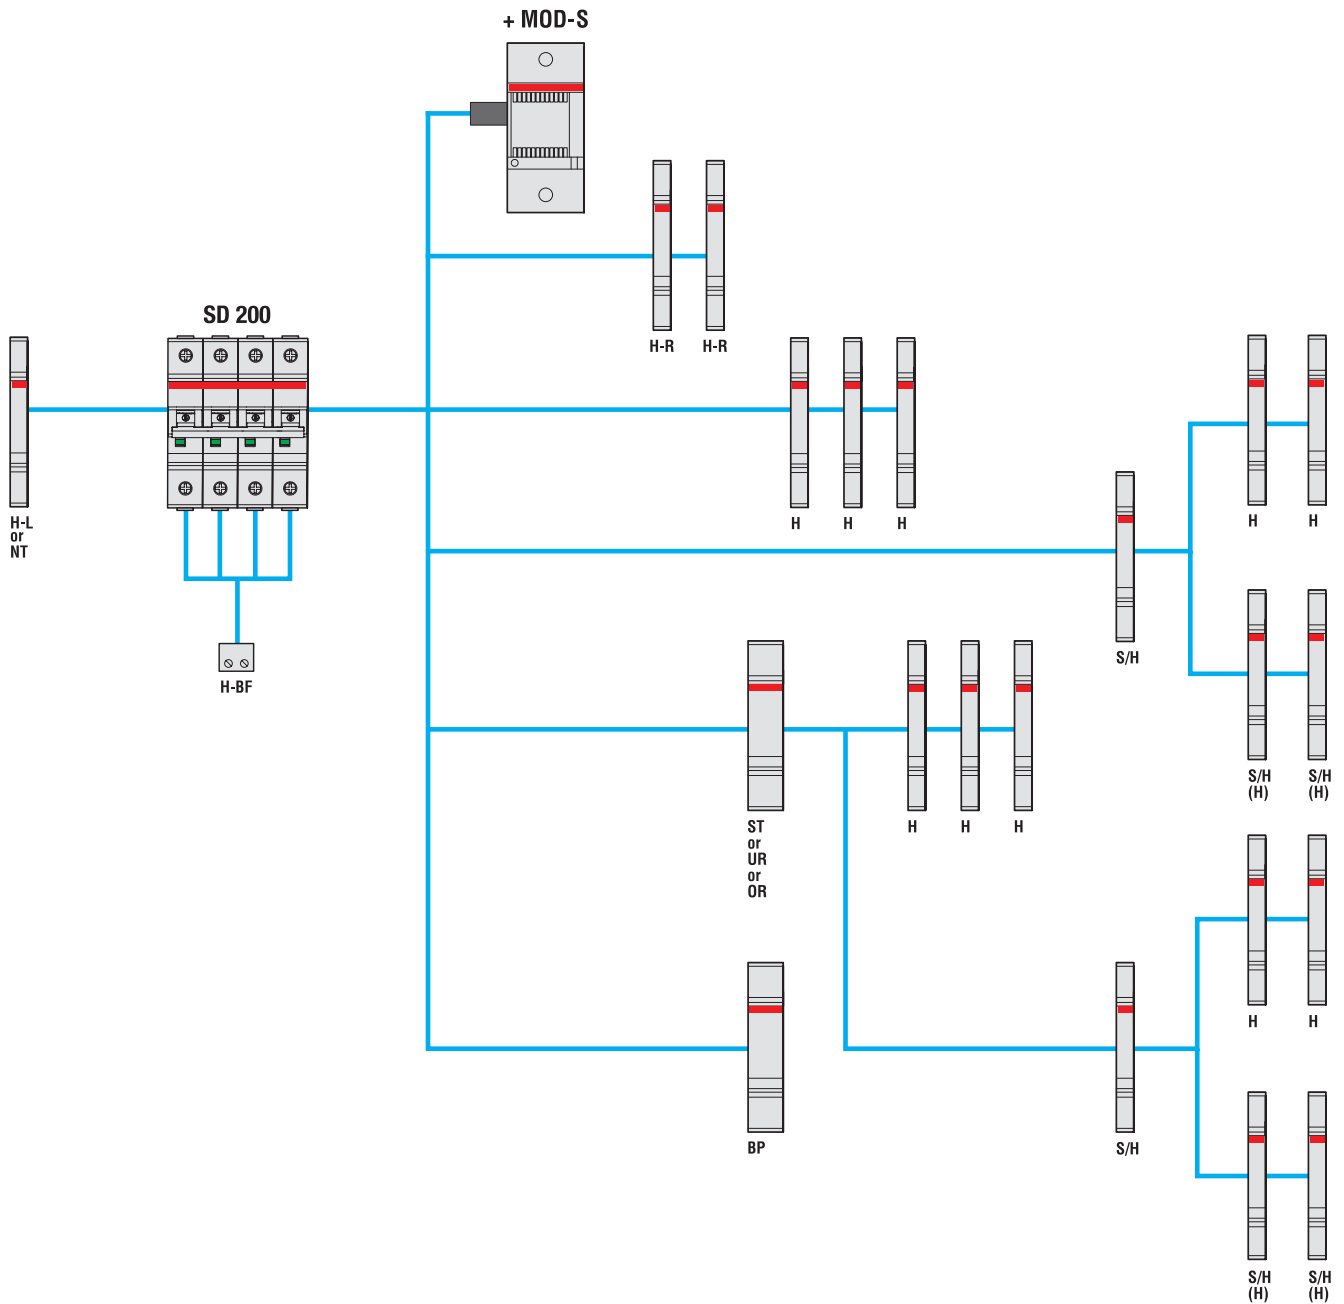 + MOD-S
SD 200
H-R
H-R
H-L
or
NT
H
H
H
H
H
H-BF
S/H
S/H
(H)
S/H
(H)
ST
or
UR
or
OR
H
H
H
H
H
BP
S/H
S/H
(H)
S/H
(H)